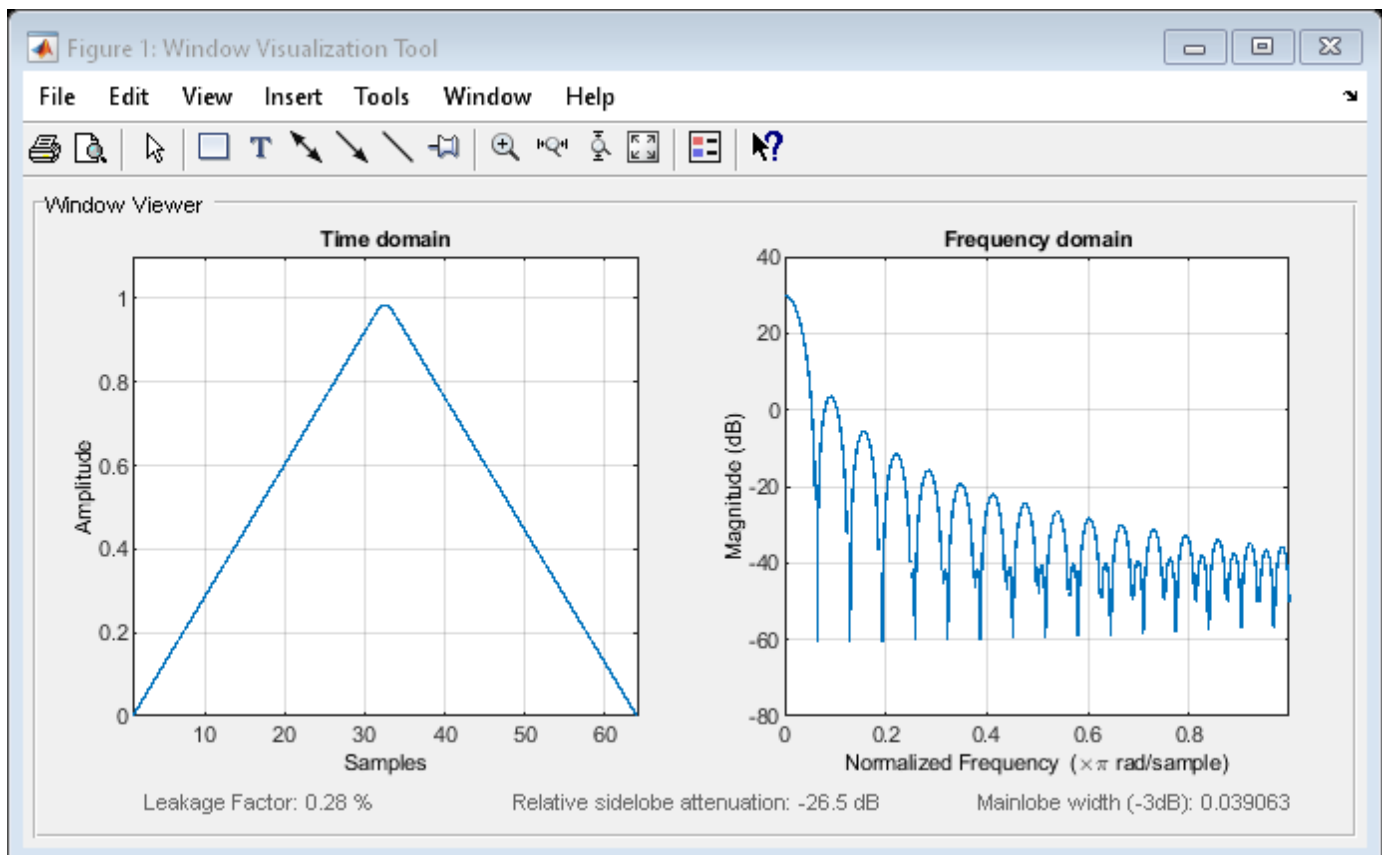 Figure 1: Window Visualization Tool
File Edit View Insert Tools Window Help
T
?
Window Viewer
Time domain
1
0.8
0.6
0.4
0.2
0
10 20 30 40 50 60
Amplitude
Samples
Frequency domain
40
20
0
-20
-40
-60
-80
0 0.2 0.4 0.6 0.8
Magnitude (dB)
Normalized Frequency (×π rad/sample)
Leakage Factor: 0.28 %
Relative sidelobe attenuation: -26.5 dB
Mainlobe width (-3dB): 0.039063